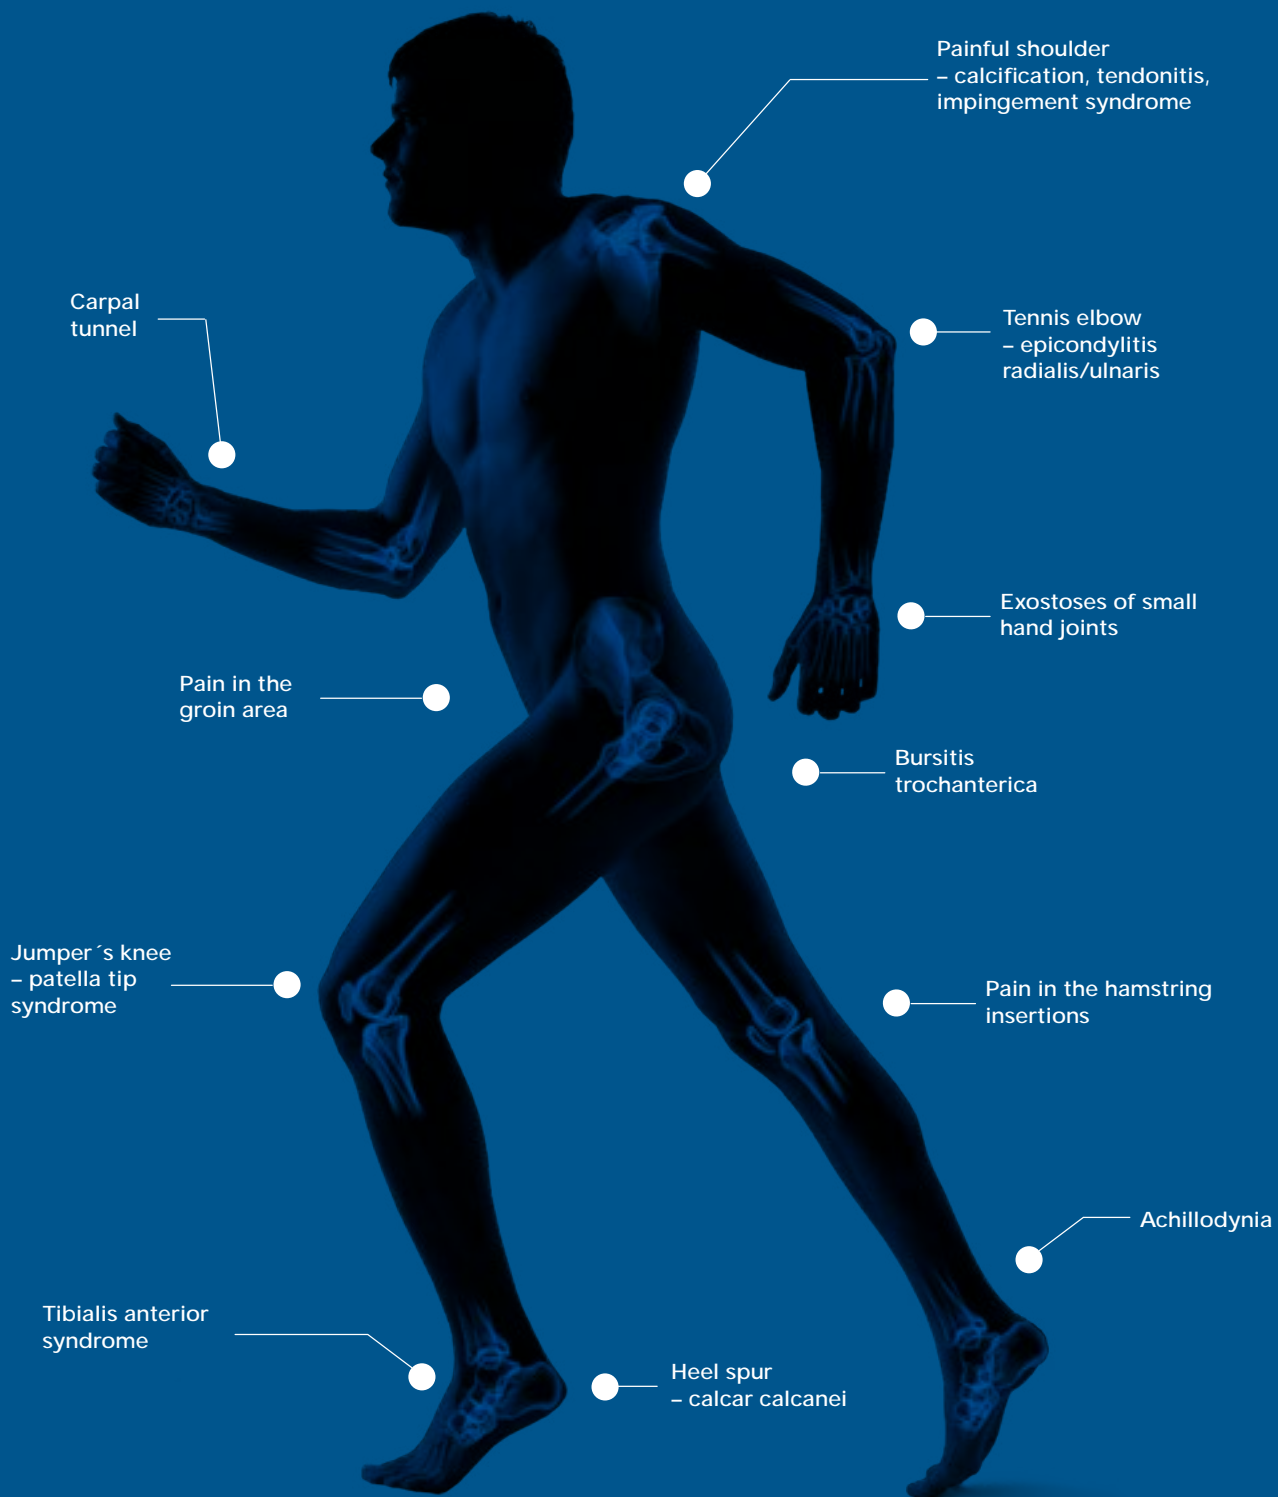 Painful shoulder
– calcification, tendonitis,
impingement syndrome
Carpal
tunnel
Tennis elbow
– epicondylitis
radialis/ulnaris
Exostoses of small
hand joints
Pain in the
groin area
Bursitis
trochanterica
Jumper´s knee
– patella tip
syndrome
Pain in the hamstring
insertions
Achillodynia
Tibialis anterior
syndrome
Heel spur
– calcar calcanei